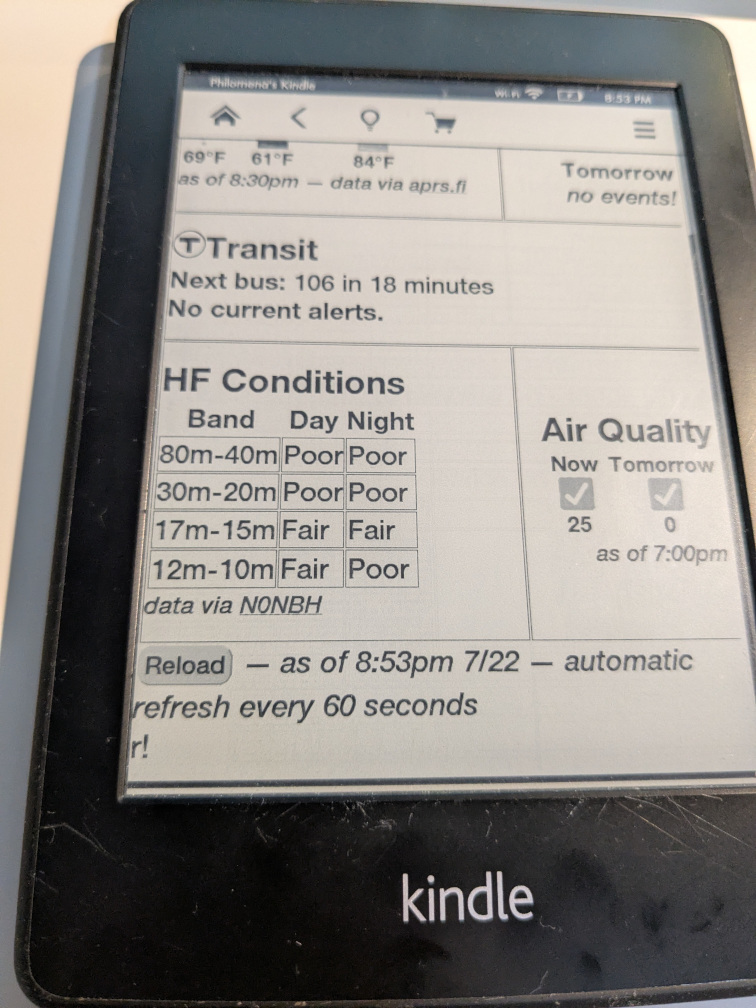 Philomena's Kindle
Wi-Fi 8:53 PM
69°F 61°F 84°F
as of 8:30pm — data via aprs.fi
Tomorrow
no events!
T Transit
Next bus: 106 in 18 minutes
No current alerts.
HF Conditions
Band Day Night
80m-40m Poor Poor
30m-20m Poor Poor
17m-15m Fair Fair
12m-10m Fair Poor
data via N0NBH
Air Quality
Now Tomorrow
25 0
as of 7:00pm
Reload — as of 8:53pm 7/22 — automatic
refresh every 60 seconds
r!
kindle